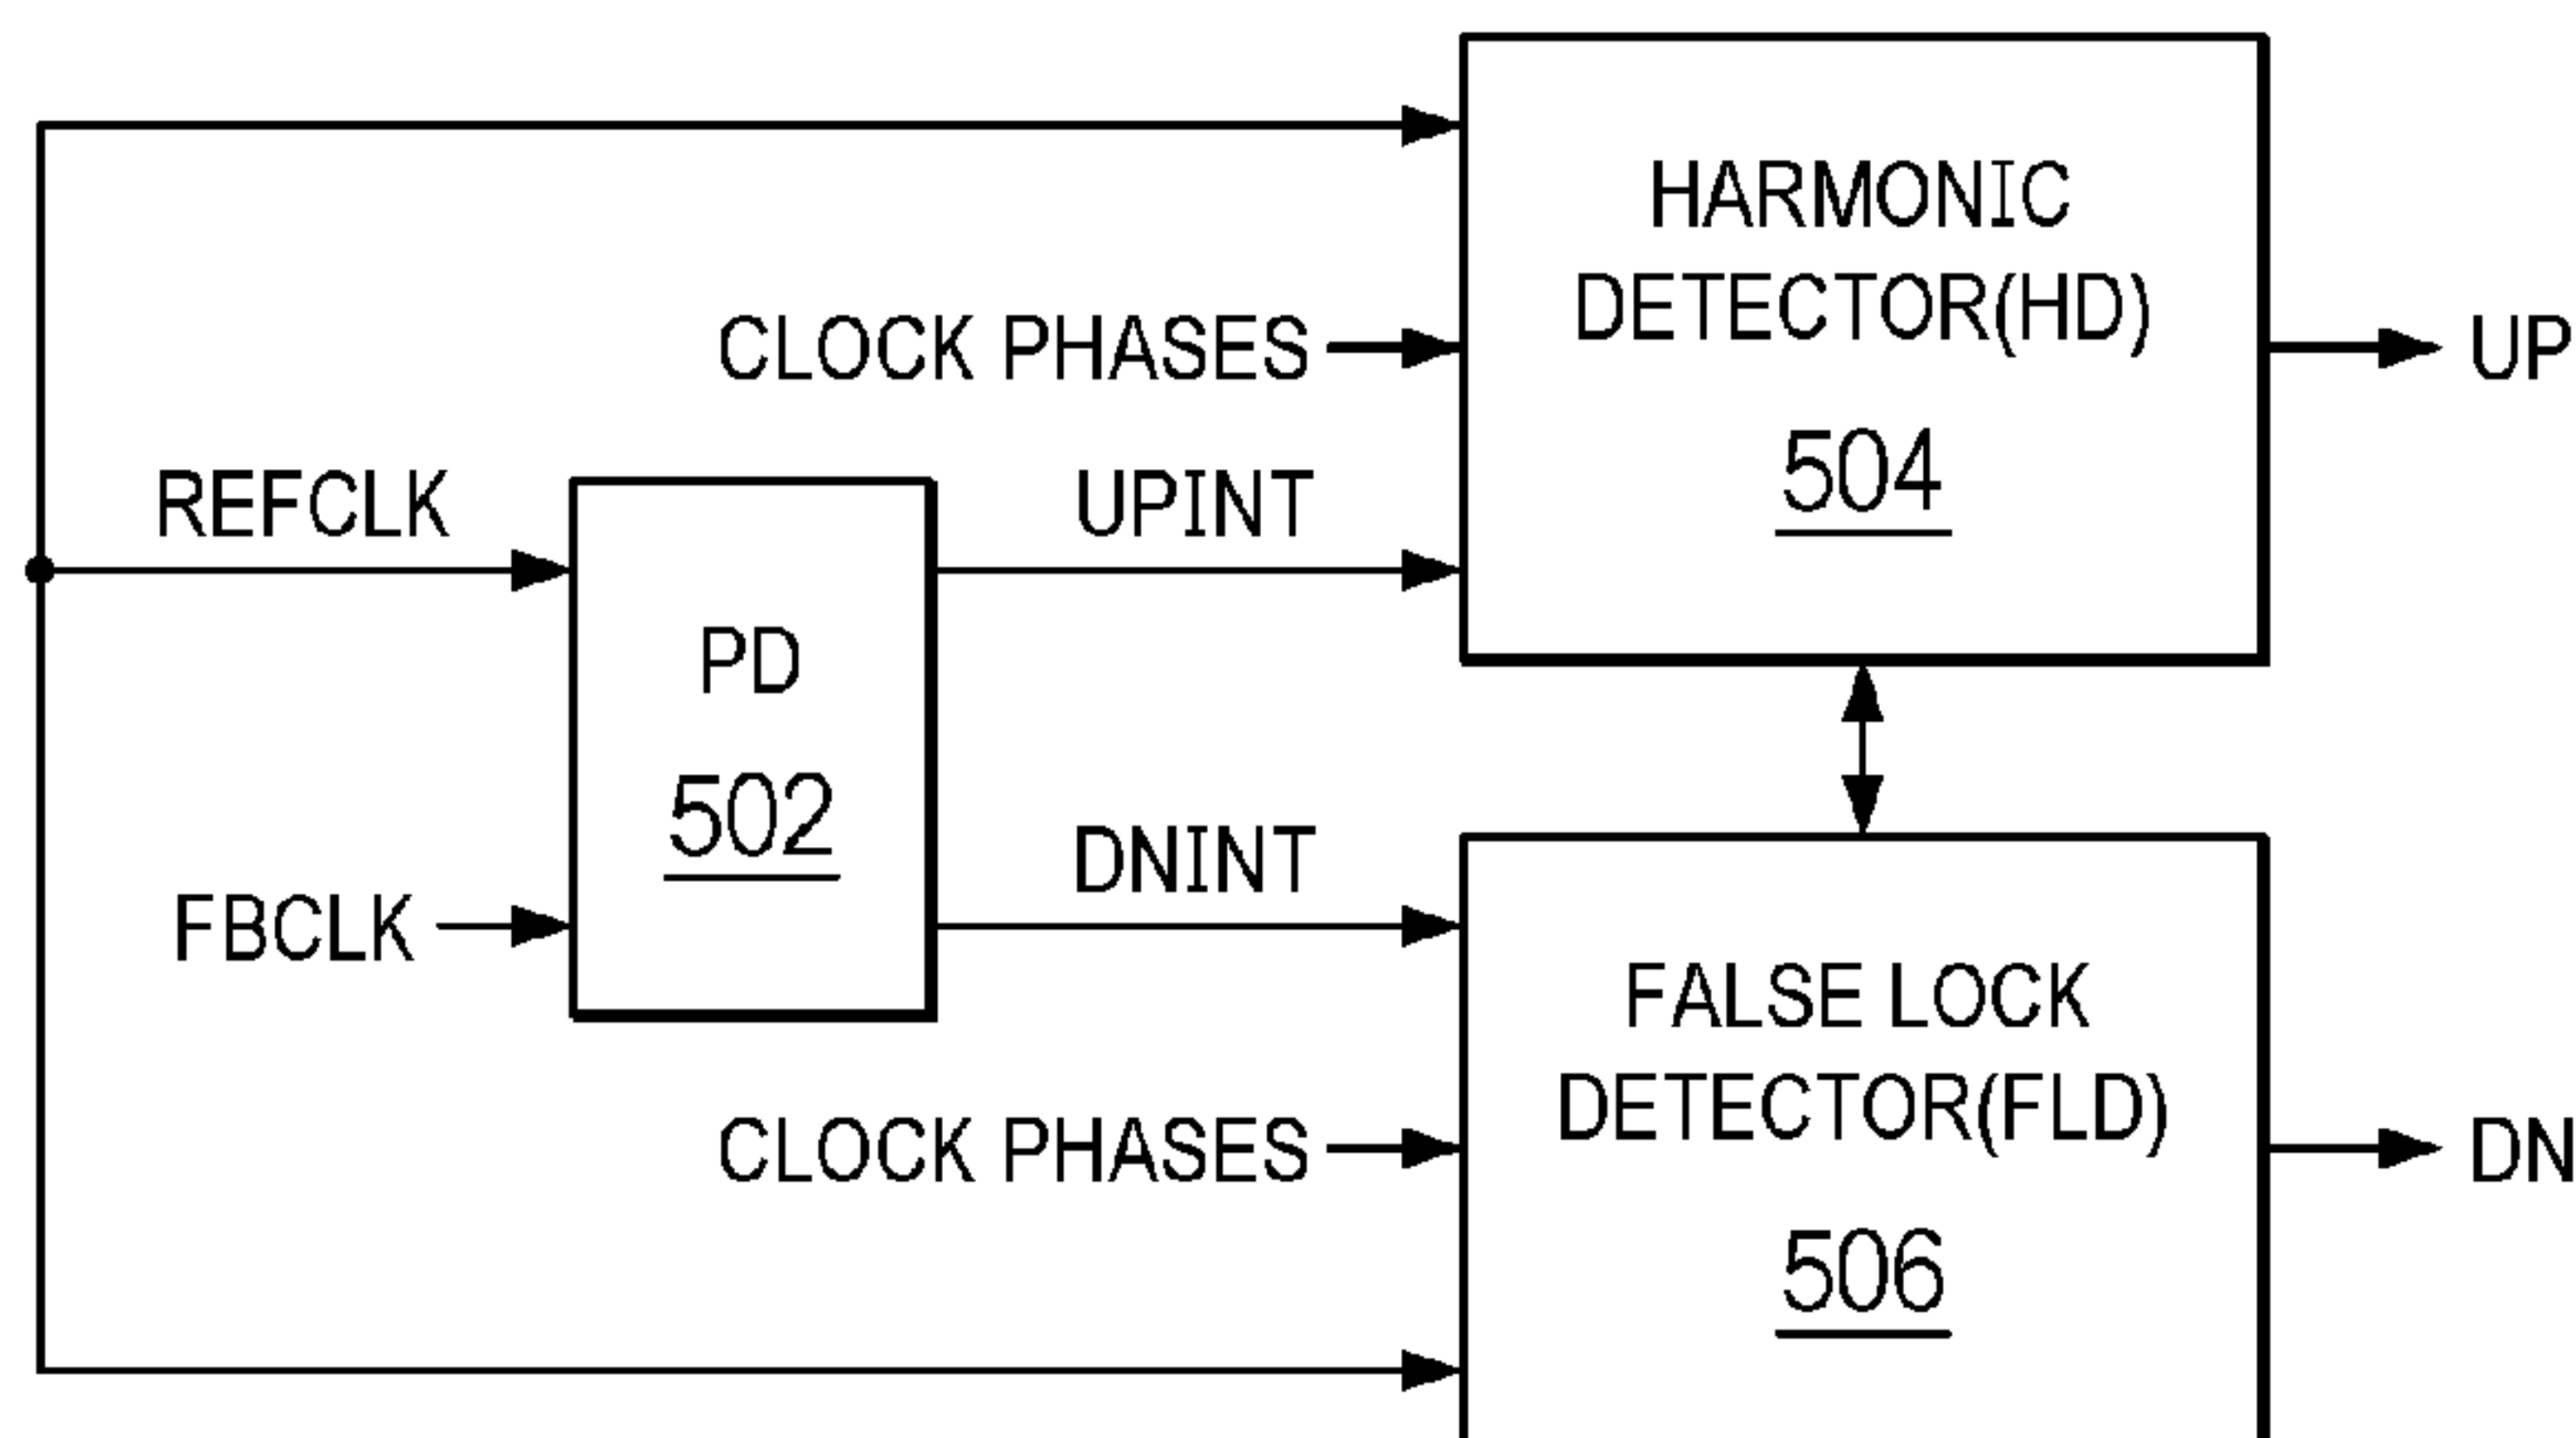 HARMONIC
DETECTOR(HD)
504
CLOCK PHASES
UP
REFCLK
UPINT
PD
502
DNINT
FBCLK
FALSE LOCK
DETECTOR(FLD)
506
CLOCK PHASES
DN